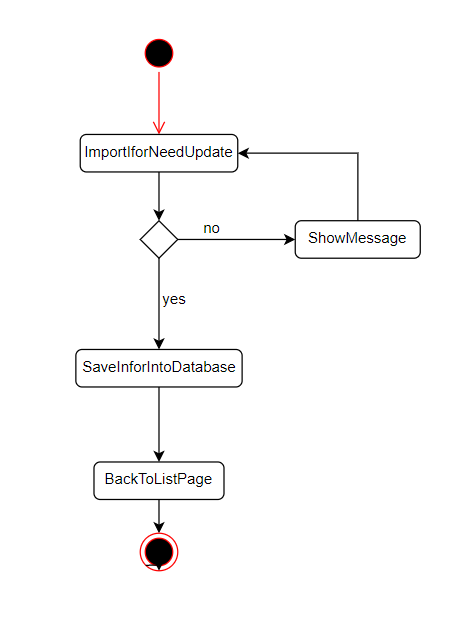 ImportIforNeedUpdate
no
ShowMessage
yes
SaveInforIntoDatabase
BackToListPage